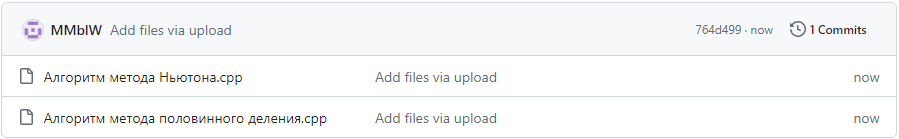 MMblW Add files via upload 764d499 · now 1 Commits
Алгоритм метода Ньютона.cpp Add files via upload now
Алгоритм метода половинного деления.cpp Add files via upload now